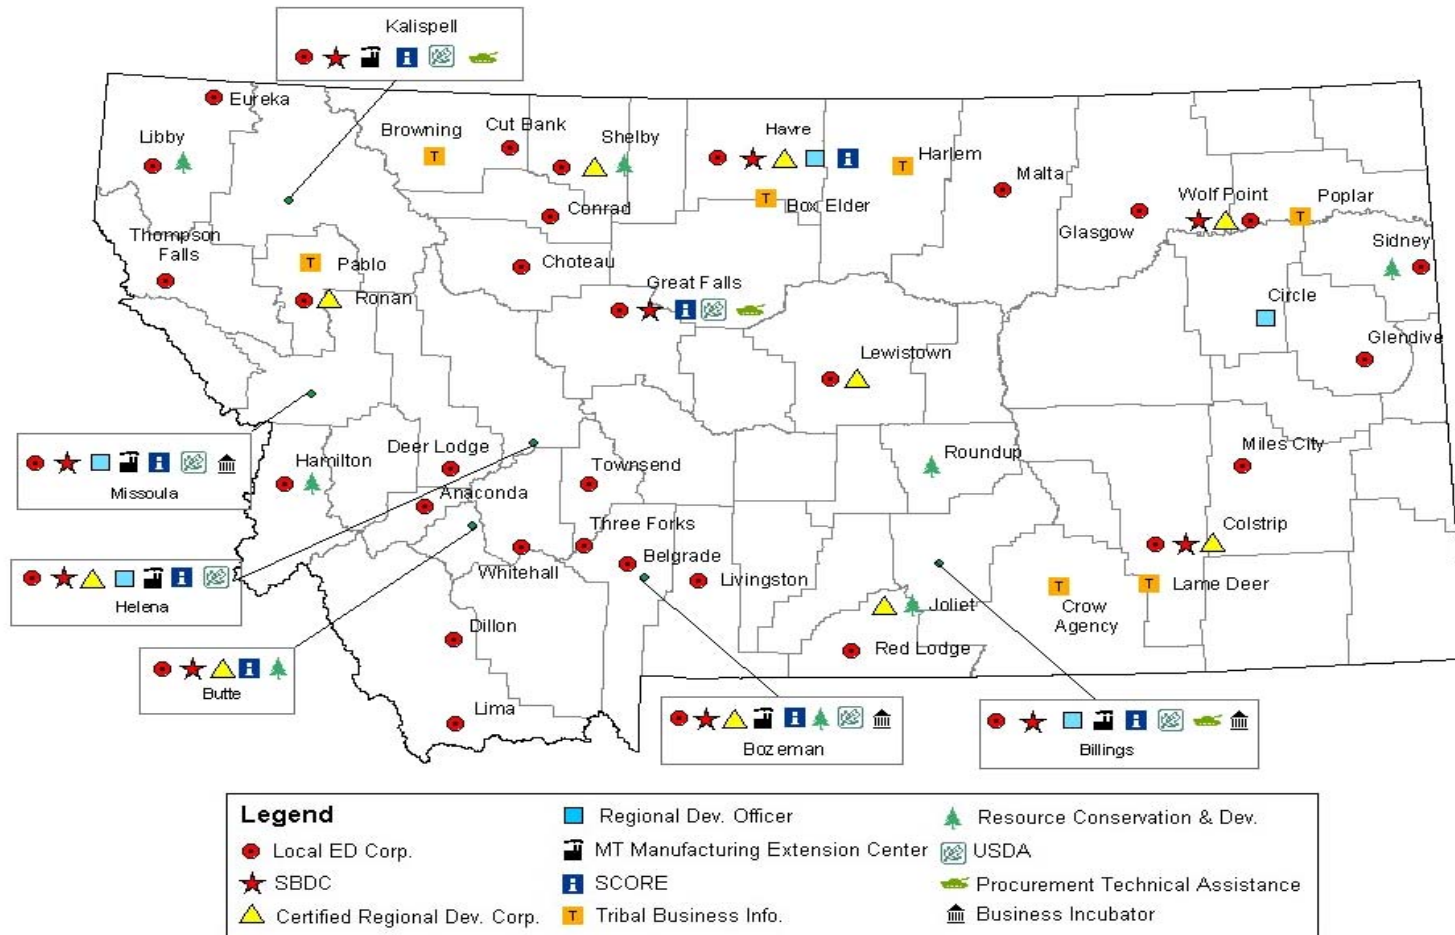 Kalispell
Eureka
Libby
Browning
T
Cut Bank
Shelby
Havre
T
Harlem
Malta
Wolf Point
T
Poplar
T
Box Elder
Conrad
Glasgow
Sidney
Thompson
Falls
T
Pablo
Choteau
Ronan
Great Falls
Circle
Glendive
Lewistown
Missoula
Hamilton
Deer Lodge
Anaconda
Townsend
Roundup
Miles City
Three Forks
Colstrip
Helena
Whitehall
Belgrade
Livingston
T
Crow
Agency
T
Lame Deer
Joliet
Dillon
Red Lodge
Butte
Lima
Bozeman
Billings
Legend
Local ED Corp.
SBDC
Certified Regional Dev. Corp.
Regional Dev. Officer
MT Manufacturing Extension Center
SCORE
T Tribal Business Info.
Resource Conservation & Dev.
USDA
Procurement Technical Assistance
Business Incubator